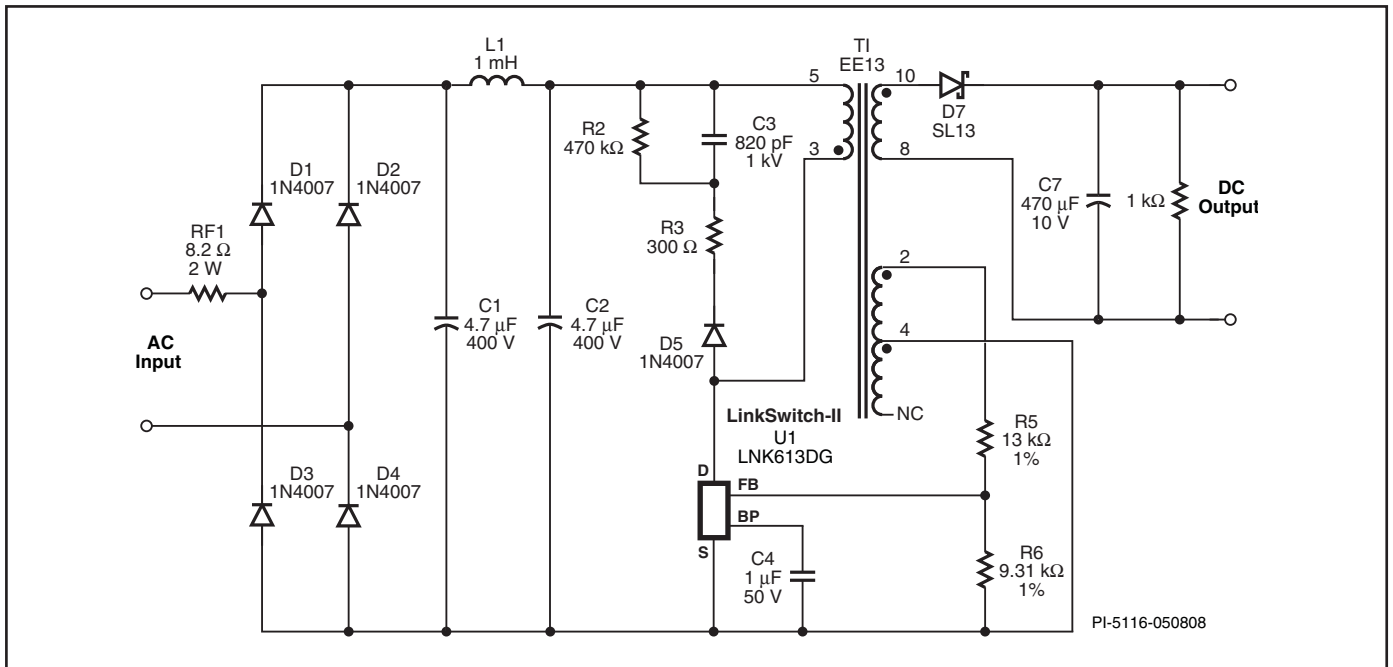 L1
1 mH
TI
EE13
5
10
D7
SL13
R2
470 kΩ
C3
820 pF
1 kV
3
8
D1
1N4007
D2
1N4007
C7
470 µF
10 V
1 kΩ
DC
Output
RF1
8.2 Ω
2 W
R3
300 Ω
2
C1
4.7 µF
400 V
C2
4.7 µF
400 V
AC
Input
D5
1N4007
4
NC
LinkSwitch-II
U1
LNK613DG
R5
13 kΩ
1%
D3
1N4007
D4
1N4007
D
FB
BP
S
C4
1 µF
50 V
R6
9.31 kΩ
1%
PI-5116-050808